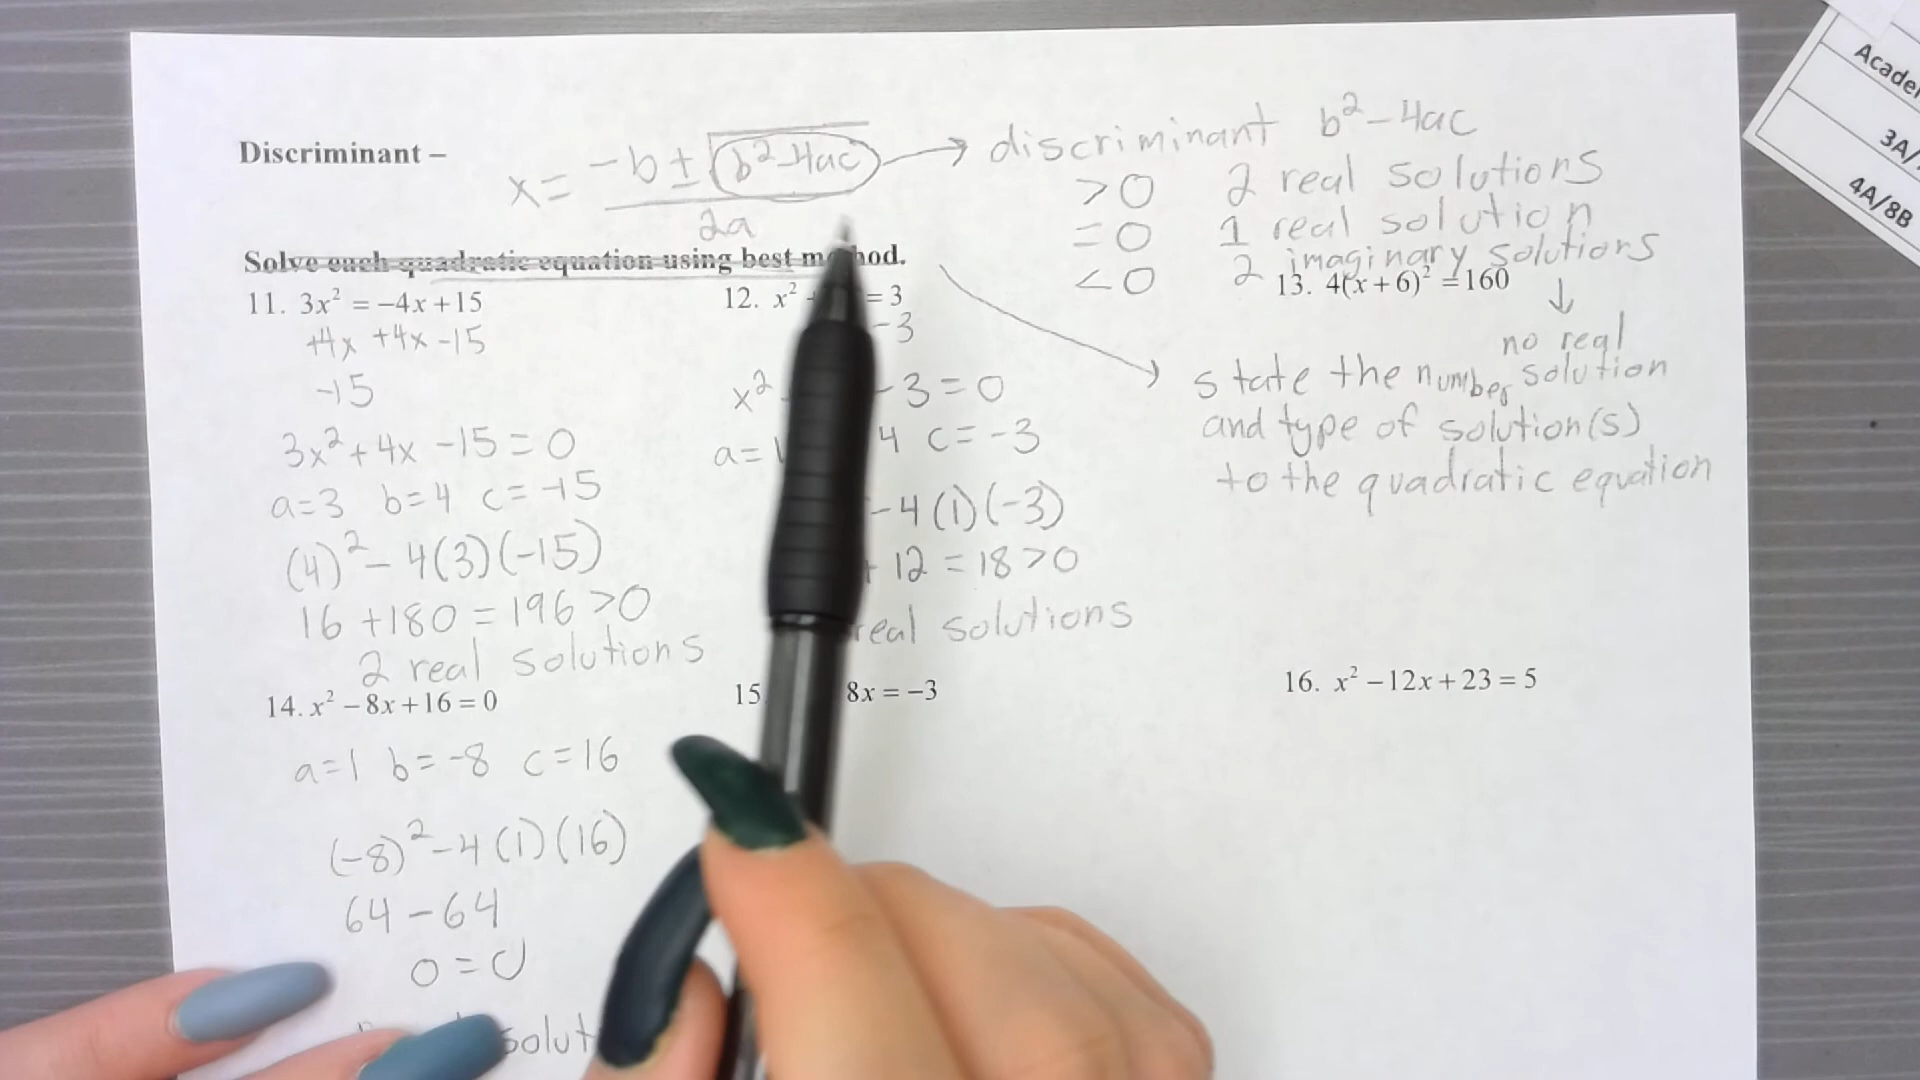 Discriminant –
x = -b ± √b² - 4ac
2a
→ discriminant b² - 4ac
> 0 2 real solutions
= 0 1 real solution
< 0 2 imaginary solutions
↓
no real
solution
Solve each quadratic equation using best method.
→ state the number
and type of solution(s)
to the quadratic equation
11. 3x² = −4x + 15
+4x +4x -15
-15
3x² + 4x - 15 = 0
a=3 b=4 c=-15
(4)² - 4(3)(-15)
16 + 180 = 196 > 0
2 real solutions
12. x² = 3
-3
x² - 3 = 0
a=1 4 c=-3
-4(1)(-3)
+ 12 = 18 > 0
real solutions
13. 4(x + 6)² = 160
14. x² − 8x + 16 = 0
a=1 b=-8 c=16
(-8)² - 4(1)(16)
64 - 64
0 = 0
15 8x = −3
16. x² − 12x + 23 = 5
3A/
4A/8B